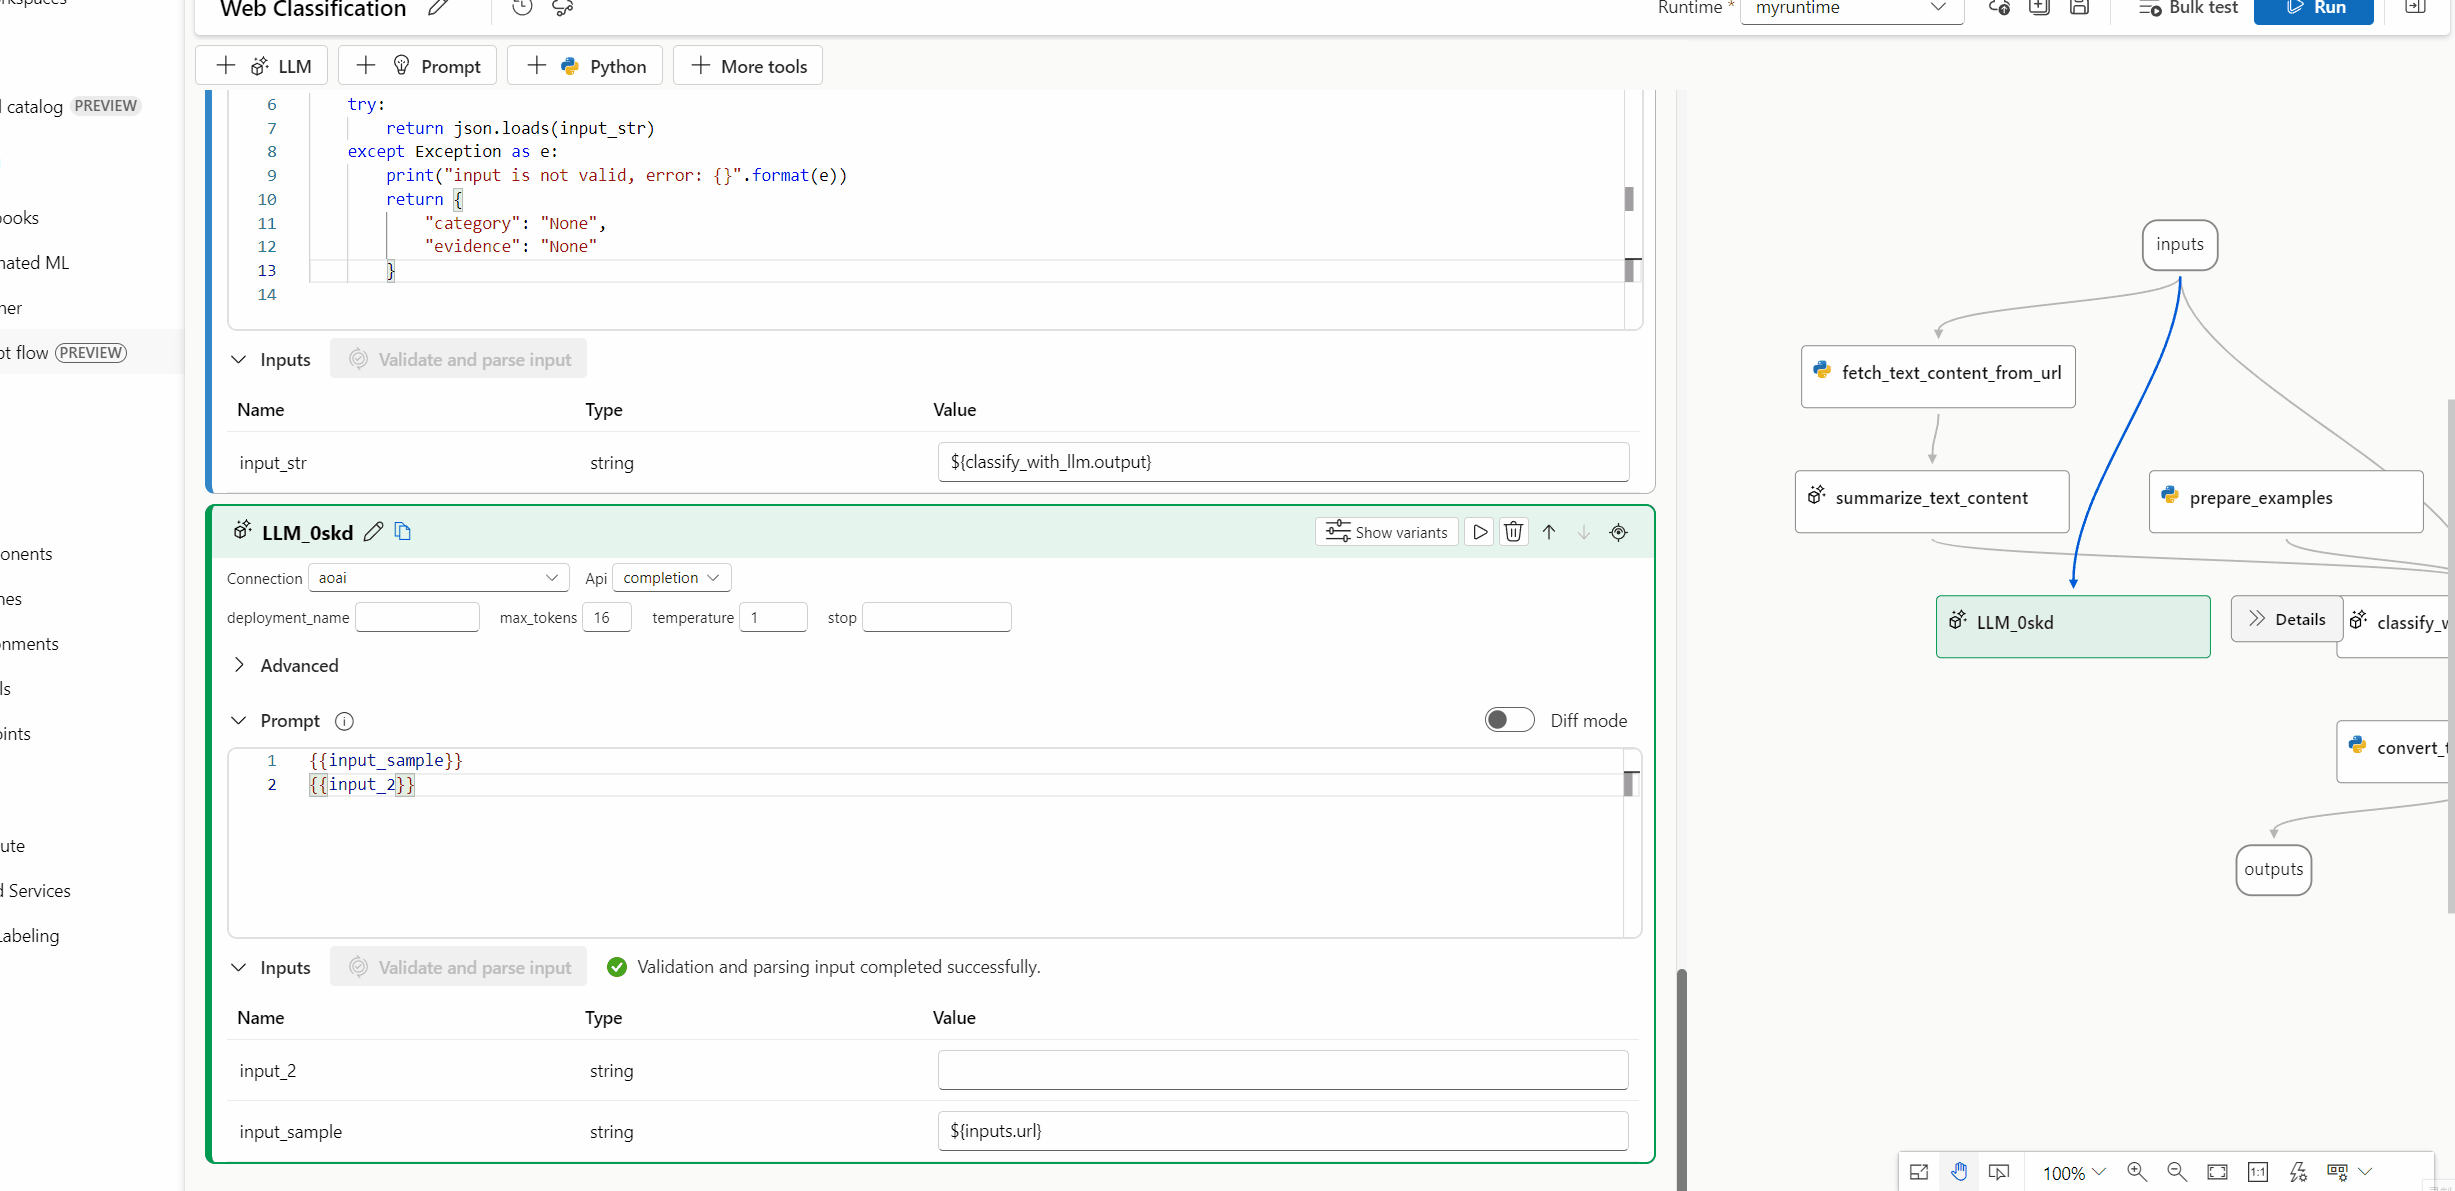 Web Classification
Runtime *
myruntime
Bulk test
Run
LLM
Prompt
Python
More tools
catalog PREVIEW
ooks
nated ML
ner
pt flow PREVIEW
onents
nes
onments
ls
oints
ute
d Services
Labeling
6 try:
7 return json.loads(input_str)
8 except Exception as e:
9 print("input is not valid, error: {}".format(e))
10 return {
11 "category": "None",
12 "evidence": "None"
13 }
14
Inputs
Validate and parse input
Name Type Value
input_str string ${classify_with_llm.output}
LLM_0skd
Show variants
Connection aoai Api completion
deployment_name max_tokens 16 temperature 1 stop
Advanced
Prompt
Diff mode
1 {{input_sample}}
2 {{input_2}}
Inputs
Validate and parse input
Validation and parsing input completed successfully.
Name Type Value
input_2 string
input_sample string ${inputs.url}
inputs
fetch_text_content_from_url
summarize_text_content
prepare_examples
LLM_0skd
Details
classify_w
convert_t
outputs
100%
1:1